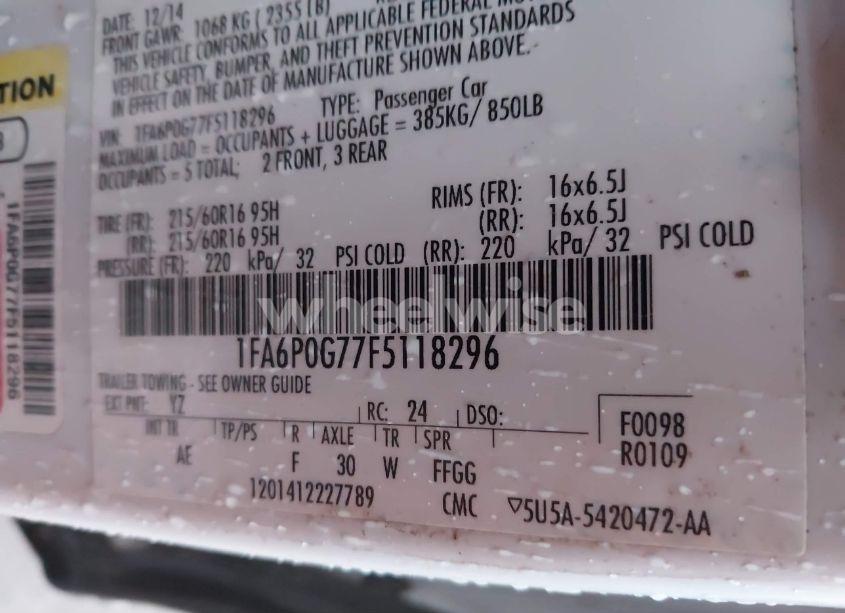 DATE: 12/14
FRONT GAWR: 1068 KG ( 2355 LB)
THIS VEHICLE CONFORMS TO ALL APPLICABLE FEDERAL
VEHICLE SAFETY, BUMPER, AND THEFT PREVENTION STANDARDS
IN EFFECT ON THE DATE OF MANUFACTURE SHOWN ABOVE.
VIN: 1FA6P0G77F5118296 TYPE: Passenger Car
MAXIMUM LOAD = OCCUPANTS + LUGGAGE = 385KG/ 850LB
OCCUPANTS = 5 TOTAL; 2 FRONT, 3 REAR
RIMS (FR): 16x6.5J
TIRE (FR): 215/60R16 95H (RR): 16x6.5J
(RR): 215/60R16 95H
PRESSURE (FR): 220 kPa/ 32 PSI COLD (RR): 220 kPa/ 32 PSI COLD
wheelwise
1FA6P0G77F5118296
TRAILER TOWING - SEE OWNER GUIDE
EXT PNT: YZ RC: 24 DSO: F0098
INT TR TP/PS R AXLE TR SPR R0109
AE F 30 W FFGG
1201412227789 CMC ▽5U5A-5420472-AA
TION
1FA6P0G77F5118296